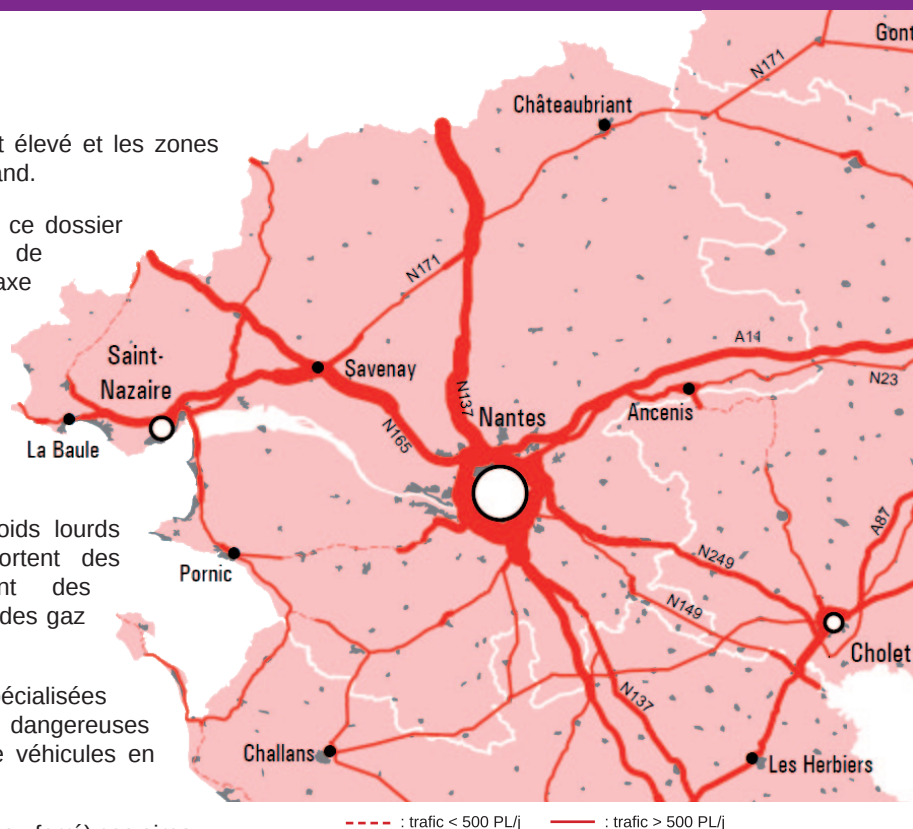 t élevé et les zones
and.
ce dossier
de
axe
oids lourds
ortent des
nt des
des gaz
pécialisées
dangereuses
e véhicules en
Gont
N171
Châteaubriant
N171
Saint-
Nazaire
Savenay
A11
N23
N137
Nantes
Ancenis
La Baule
N165
A87
Pornic
N249
N149
Cholet
N137
Challans
Les Herbiers
: trafic < 500 PL/j : trafic > 500 PL/j